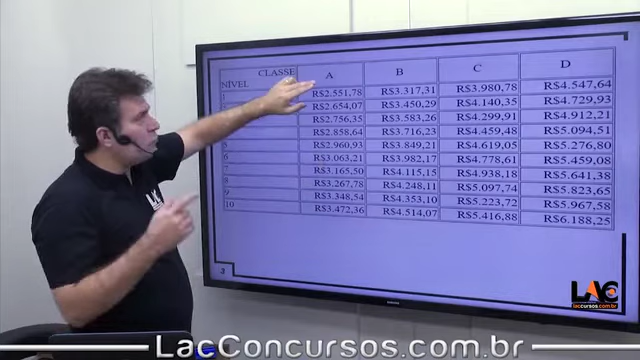 CLASSE
NÍVEL A B C D
1 R$2.551,78 R$3.317,31 R$3.980,78 R$4.547,64
R$2.654,07 R$3.450,29 R$4.140,35 R$4.729,93
R$2.756,35 R$3.583,26 R$4.299,91 R$4.912,21
R$2.858,64 R$3.716,23 R$4.459,48 R$5.094,51
5 R$2.960,93 R$3.849,21 R$4.619,05 R$5.276,80
6 R$3.063,21 R$3.982,17 R$4.778,61 R$5.459,08
7 R$3.165,50 R$4.115,15 R$4.938,18 R$5.641,38
8 R$3.267,78 R$4.248,11 R$5.097,74 R$5.823,65
9 R$3.348,54 R$4.353,10 R$5.223,72 R$5.967,58
10 R$3.472,36 R$4.514,07 R$5.416,88 R$6.188,25
2
LAC
laccursos.com.br
LAC
LacConcursos.com.br